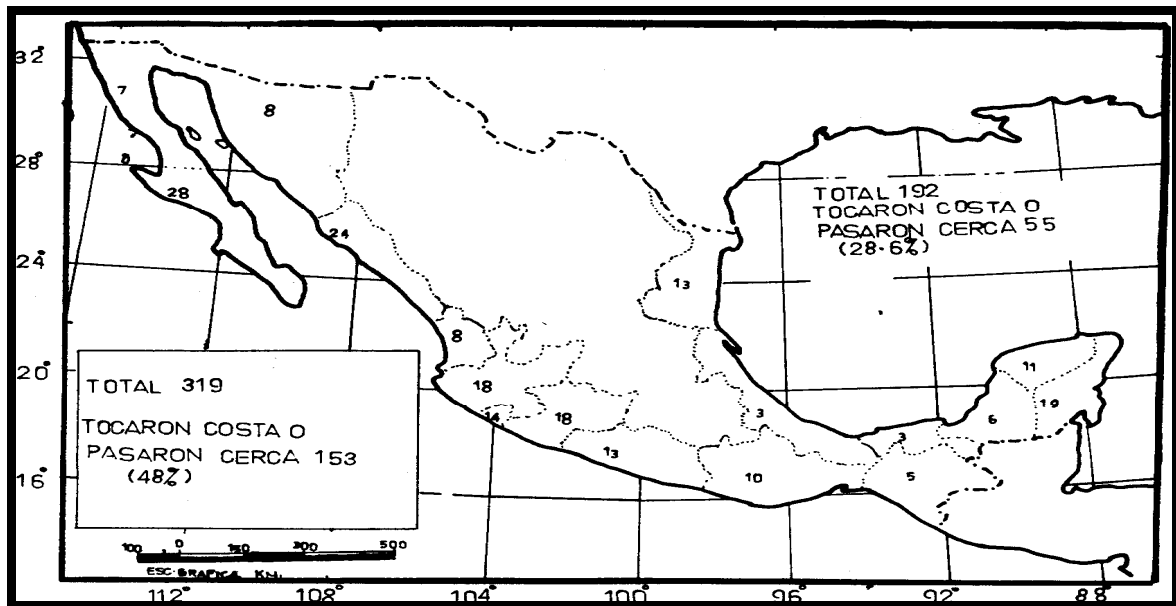 32°
28°
24°
20°
16°
7
8
28
24
8
18
14
18
13
10
5
13
3
3
6
11
19
TOTAL 192
TOCARON COSTA O
PASARON CERCA 55
(28.6%)
TOTAL 319
TOCARON COSTA O
PASARON CERCA 153
(48%)
100 0 150 300 500
ESC. GRAFICA KM.
112° 108° 104° 100° 96° 92° 88°